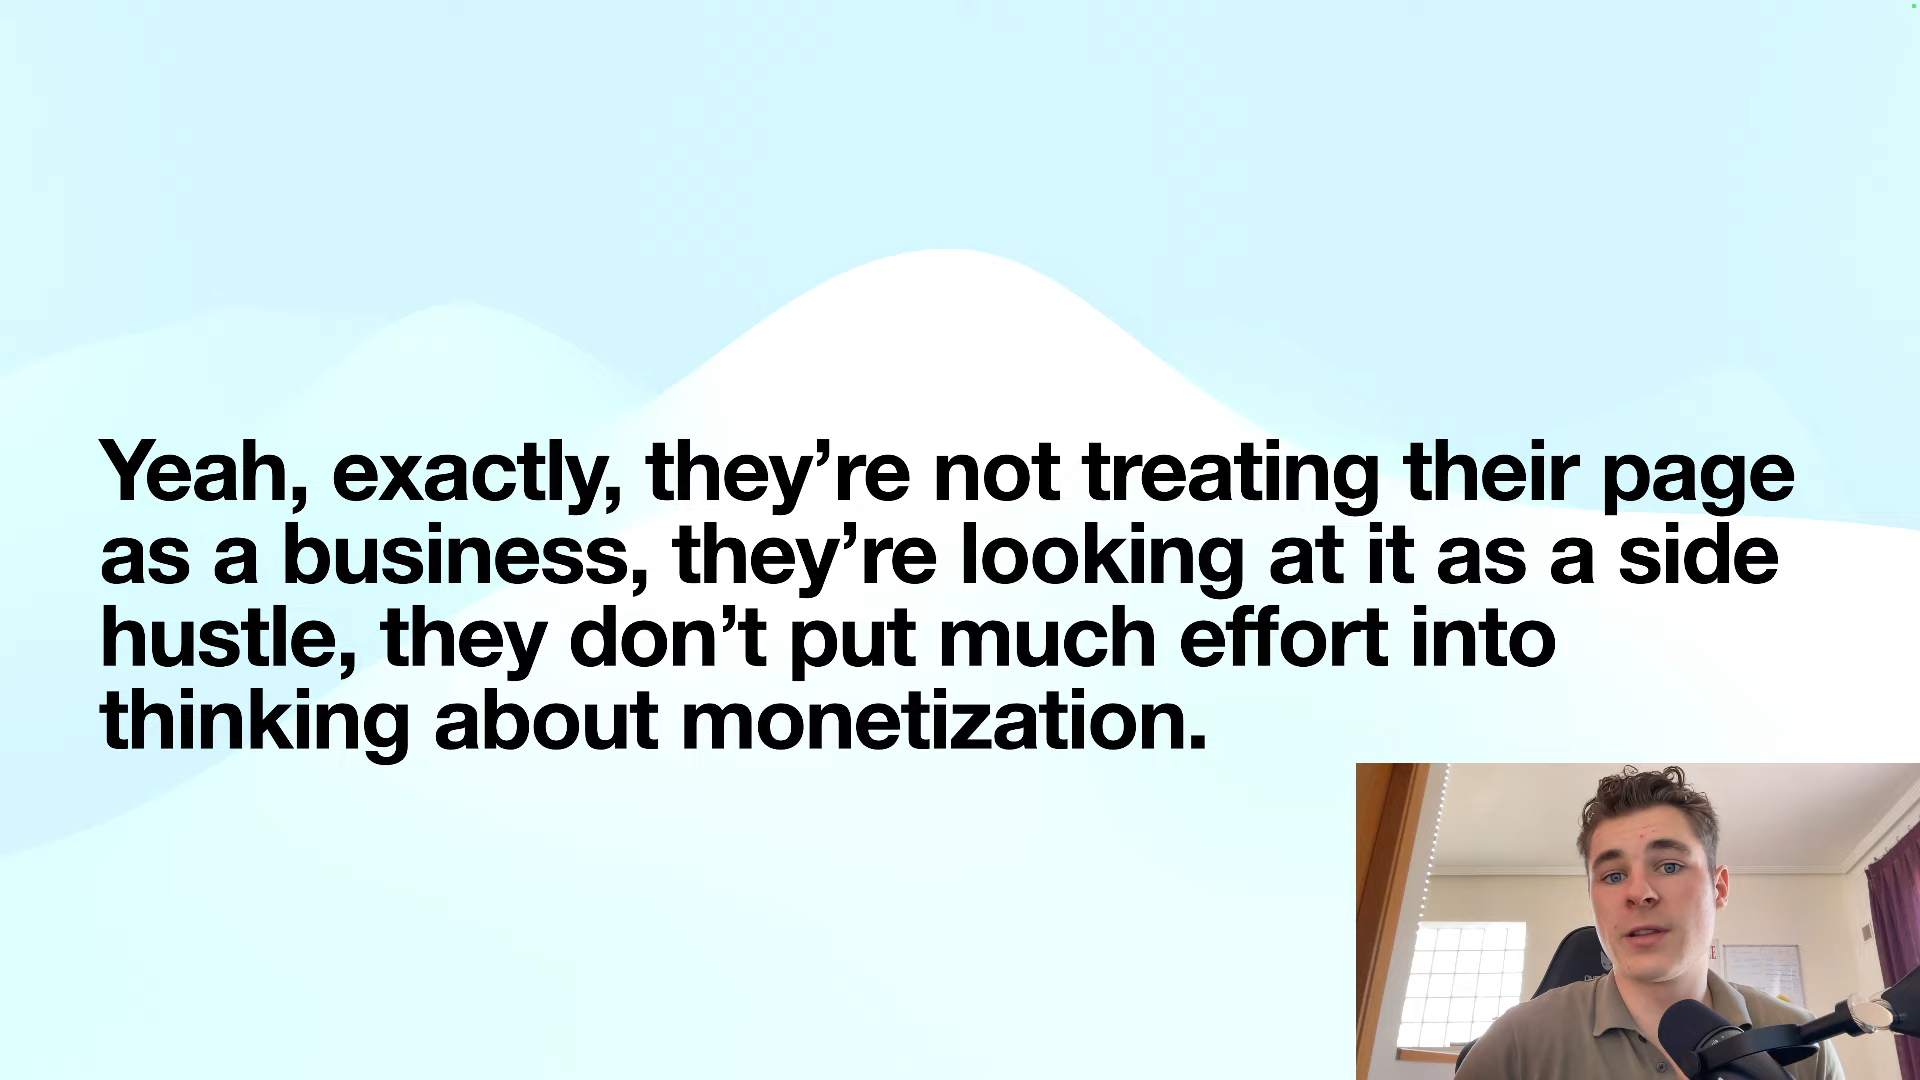 Yeah, exactly, they’re not treating their page
as a business, they’re looking at it as a side
hustle, they don’t put much effort into
thinking about monetization.